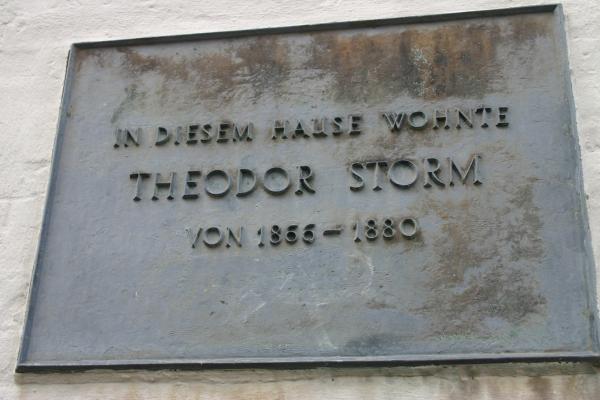 IN DIESEM HAUSE WOHNTE
THEODOR STORM
VON 1866-1880